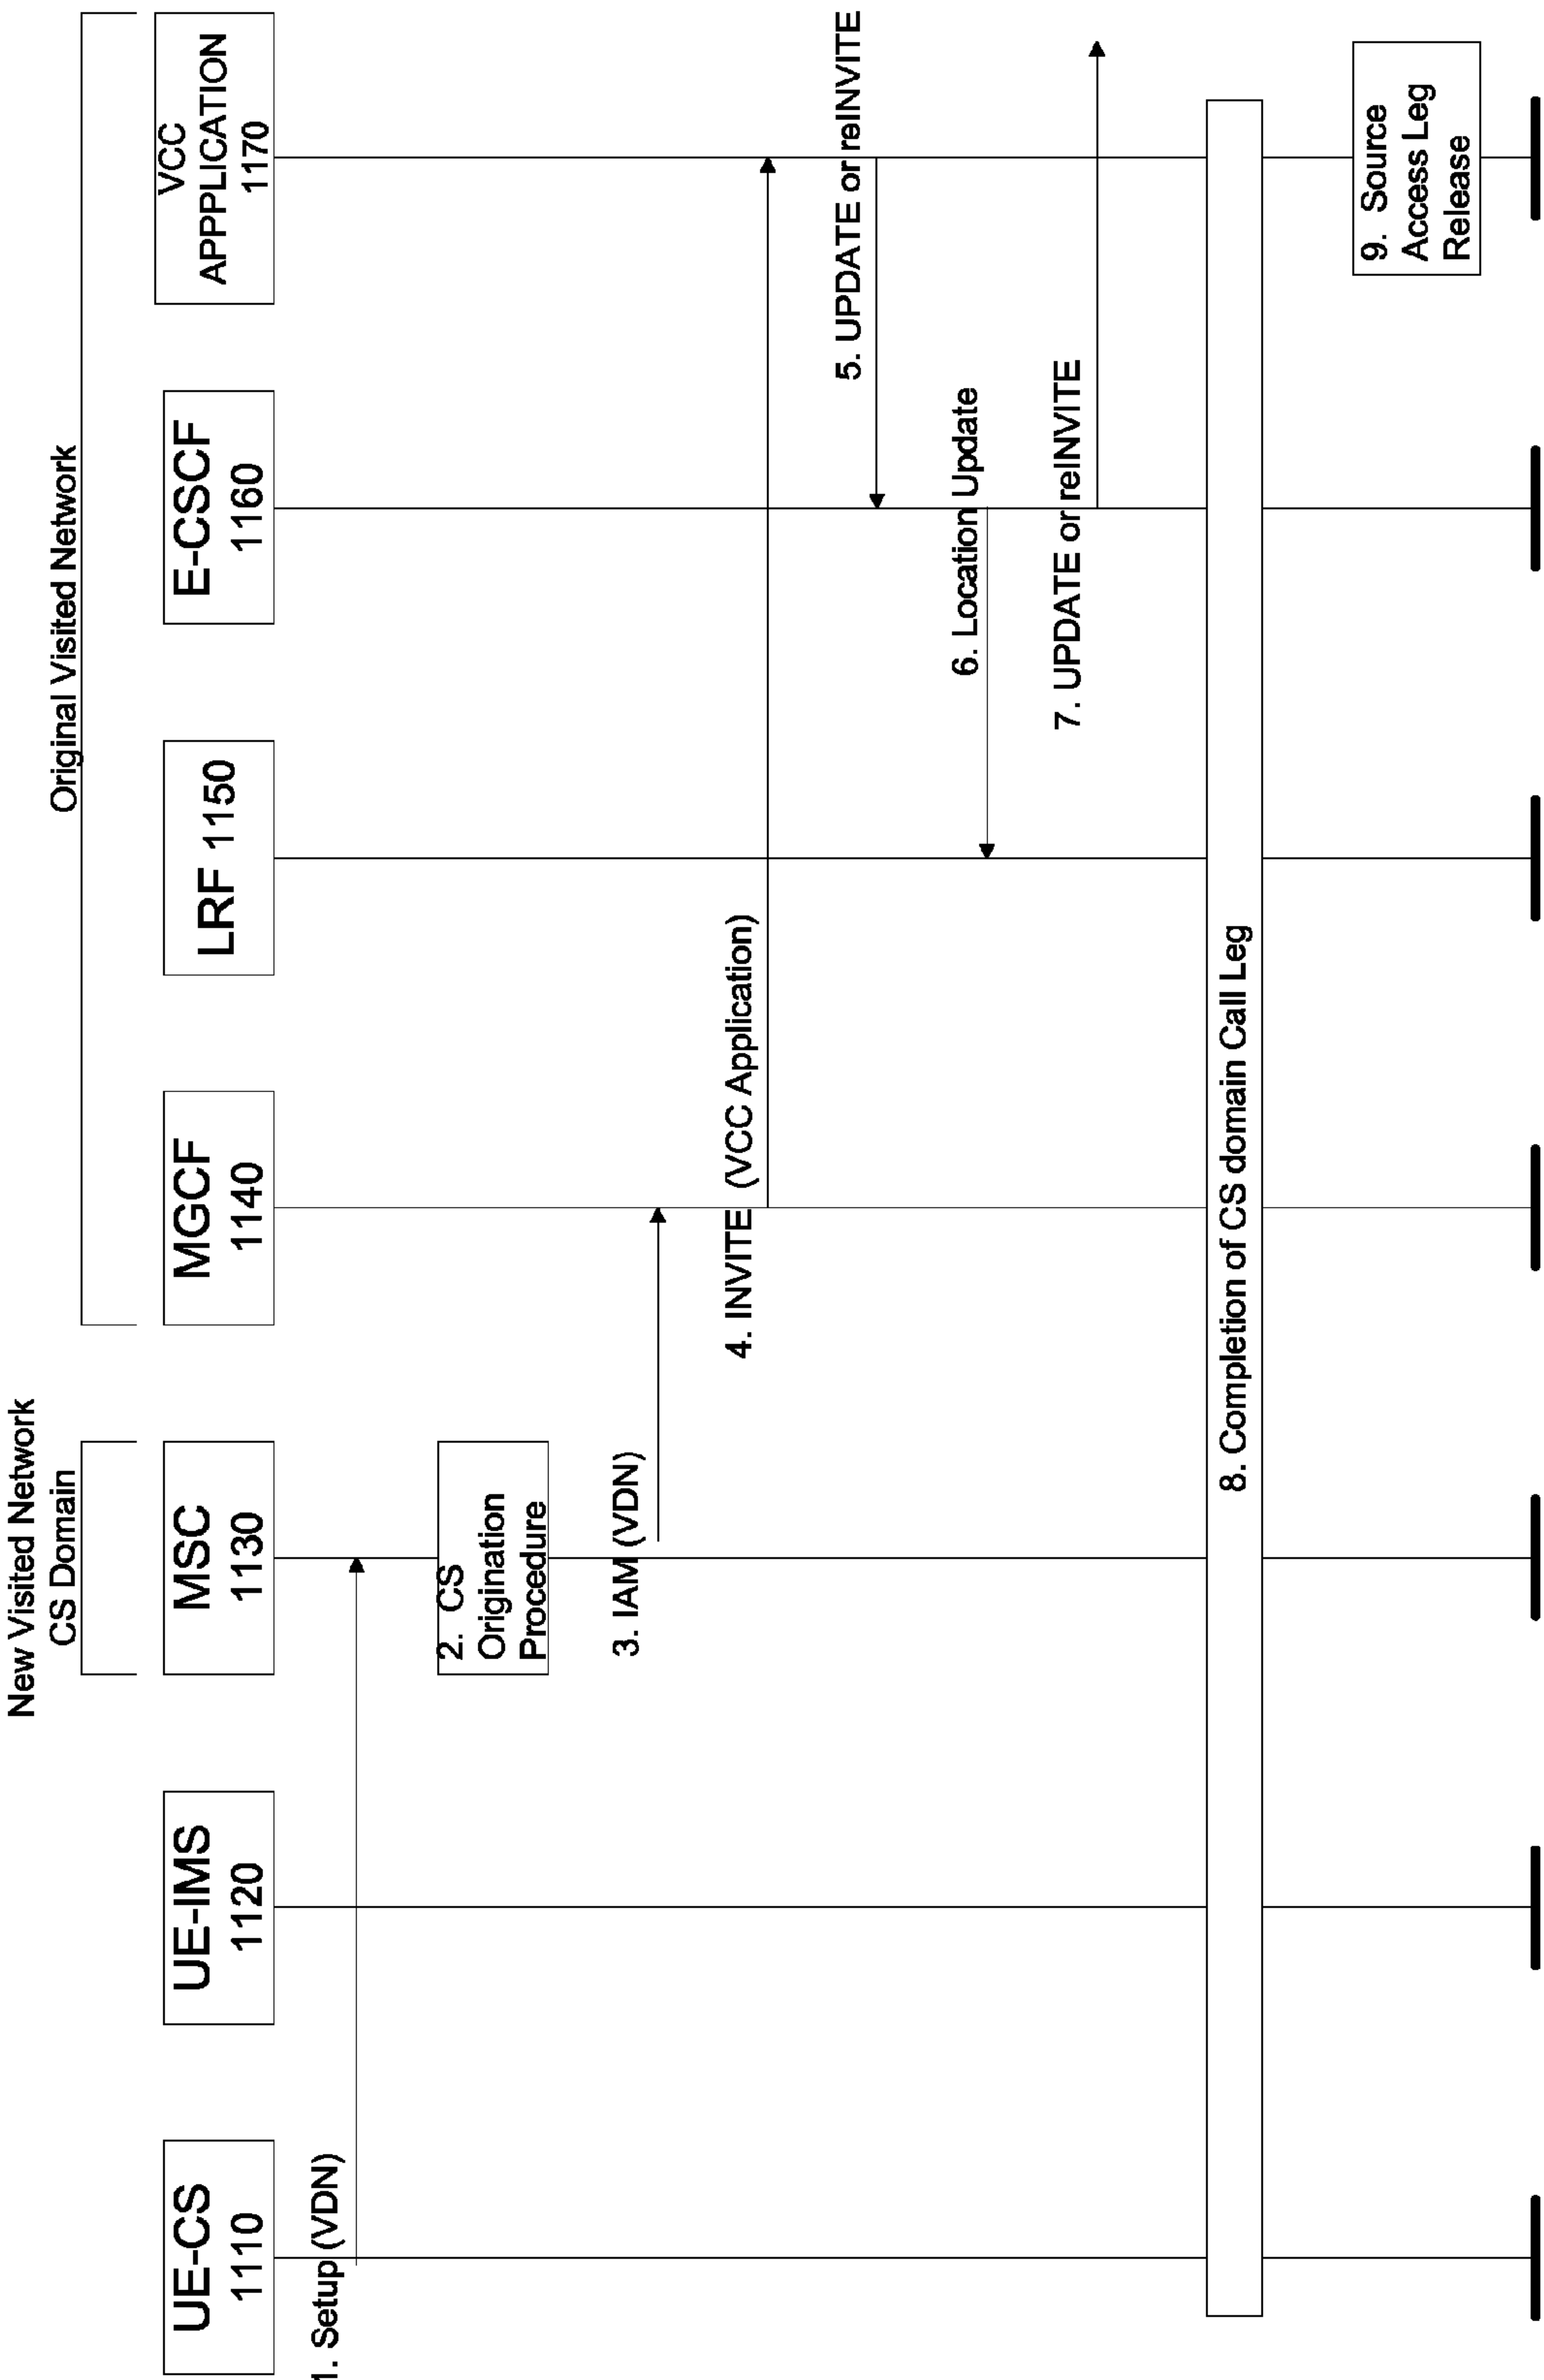 New Visited Network
CS Domain
Original Visited Network
UE-CS
1110
UE-IMS
1120
MSC
1130
MGCF
1140
LRF 1150
E-CSCF
1160
VCC
APPPLICATION
1170
1. Setup (VDN)
2. CS
Origination
Procedure
3. IAM (VDN)
4. INVITE (VCC Application)
5. UPDATE or reINVITE
6. Location Update
7. UPDATE or reINVITE
8. Completion of CS domain Call Leg
9. Source
Access Leg
Release